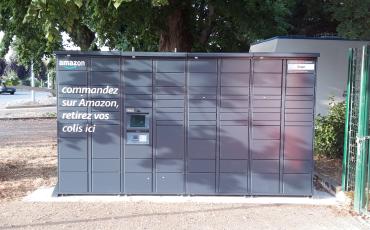 amazon
commandez
sur Amazon,
retirez vos
colis ici